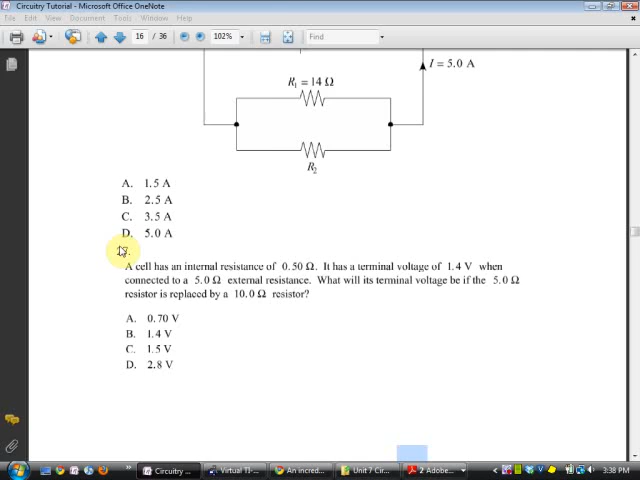 Circuitry Tutorial - Microsoft OneNote
File Edit View Document Tools Window Help
16 / 36 102% Find
I = 5.0 A
R₁ = 14 Ω
R₂
A. 1.5 A
B. 2.5 A
C. 3.5 A
D. 5.0 A
A cell has an internal resistance of 0.50 Ω. It has a terminal voltage of 1.4 V when
connected to a 5.0 Ω external resistance. What will its terminal voltage be if the 5.0 Ω
resistor is replaced by a 10.0 Ω resistor?
A. 0.70 V
B. 1.4 V
C. 1.5 V
D. 2.8 V
Circuitry ... Virtual TI-... An incred... Unit 7 Circ... 2 Adobe... 3:38 PM